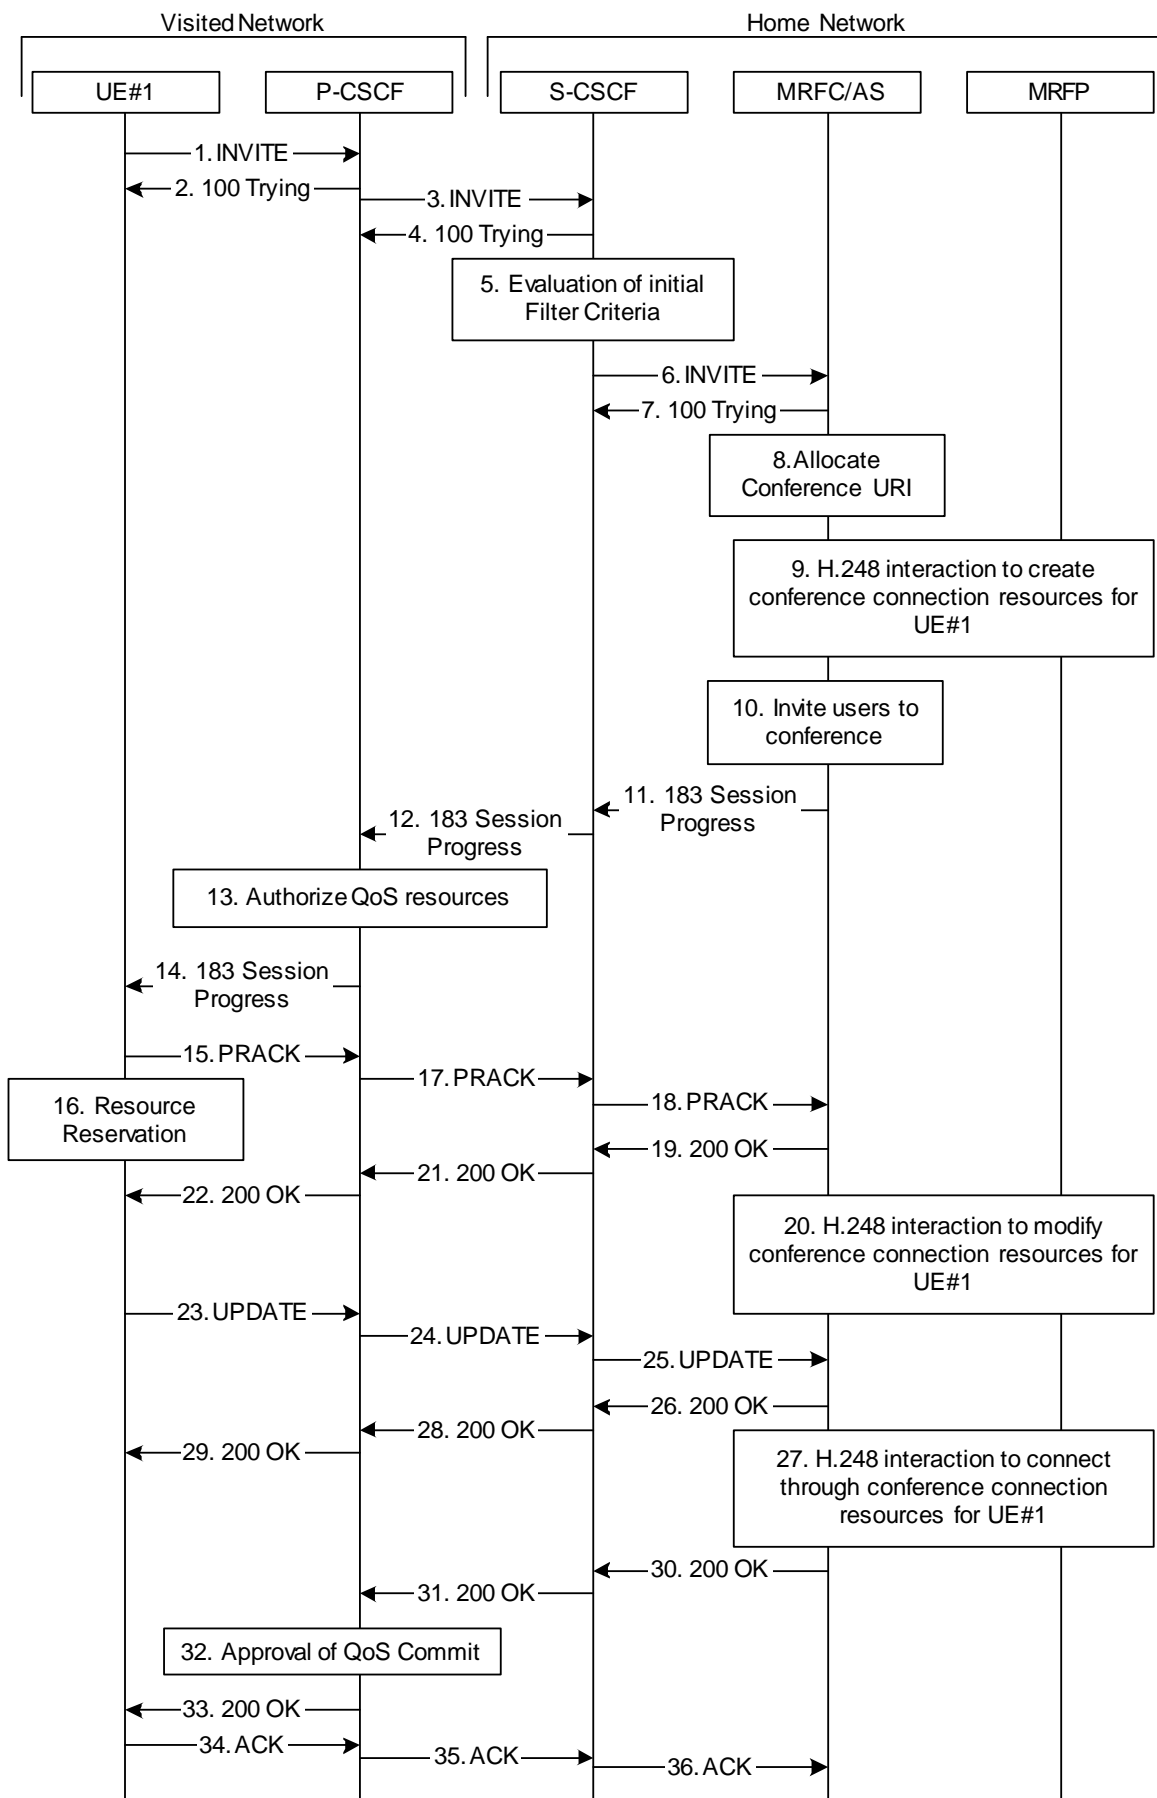 Visited Network
Home Network
UE#1
P-CSCF
S-CSCF
MRFC/AS
MRFP
1. INVITE
2. 100 Trying
3. INVITE
4. 100 Trying
5. Evaluation of initial
Filter Criteria
6. INVITE
7. 100 Trying
8. Allocate
Conference URI
9. H.248 interaction to create
conference connection resources for
UE#1
10. Invite users to
conference
11. 183 Session
Progress
12. 183 Session
Progress
13. Authorize QoS resources
14. 183 Session
Progress
15. PRACK
16. Resource
Reservation
17. PRACK
18. PRACK
19. 200 OK
21. 200 OK
22. 200 OK
20. H.248 interaction to modify
conference connection resources for
UE#1
23. UPDATE
24. UPDATE
25. UPDATE
26. 200 OK
28. 200 OK
29. 200 OK
27. H.248 interaction to connect
through conference connection
resources for UE#1
30. 200 OK
31. 200 OK
32. Approval of QoS Commit
33. 200 OK
34. ACK
35. ACK
36. ACK